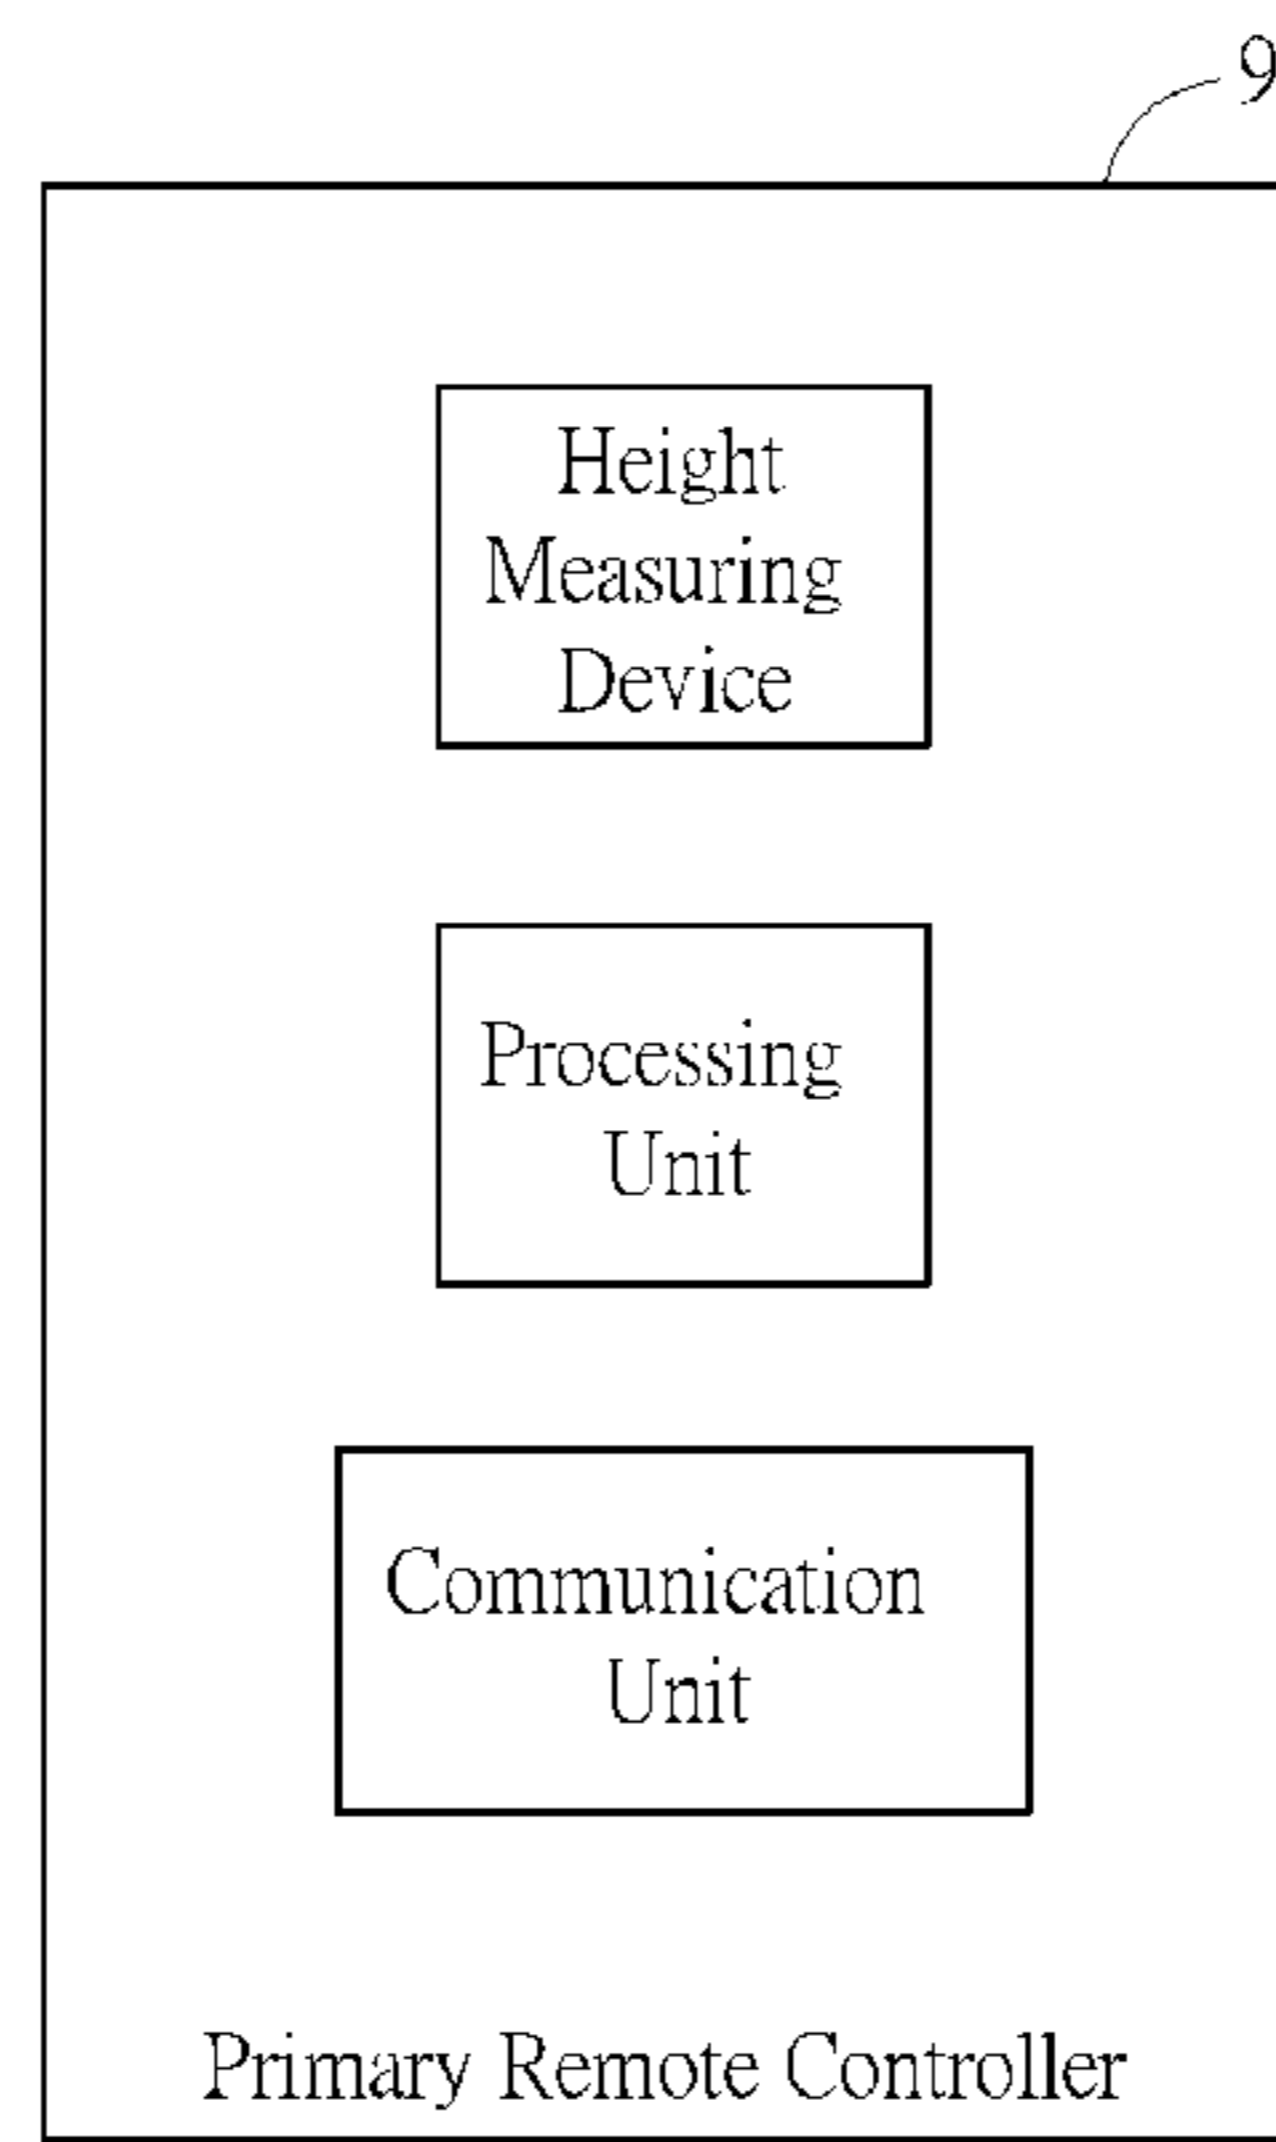 9
Height
Measuring
Device
Processing
Unit
Communication
Unit
Primary Remote Controller